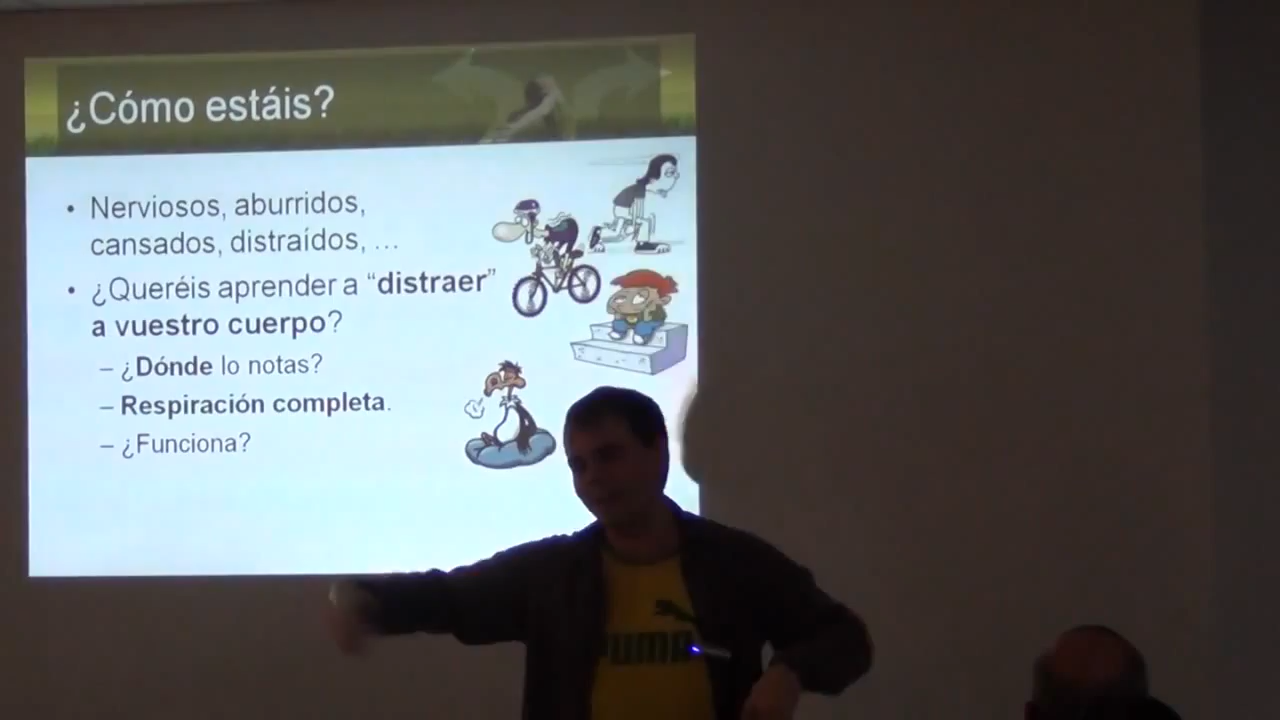 ¿Cómo estáis?
• Nerviosos, aburridos,
cansados, distraídos, ...
• ¿Queréis aprender a “distraer”
a vuestro cuerpo?
– ¿Dónde lo notas?
– Respiración completa.
– ¿Funciona?
PUMA